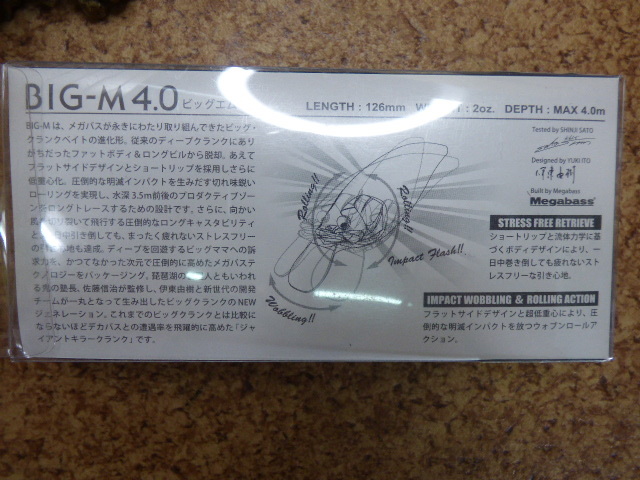 BIG-M 4.0 ビッグエム
LENGTH : 126mm W : 2oz. DEPTH : MAX 4.0m
BIG-Mは、メガバスが永きにわたり取り組んできたビッグ・
クランクベイトの進化形。従来のディープクランクにあり
がちだったファットボディ&ロングビルから脱却。あえて
フラットサイドデザインとショートリップを採用しさらに
低重心化。圧倒的な明滅インパクトを生みだす切れ味鋭い
ローリングを実現し、水深3.5m前後のプロダクティブゾー
ンをロングトレースするための設計です。さらに、向かい
風を切り裂いて飛行する圧倒的なロングキャスタビリティ
と、一日中引き倒しても、まったく疲れないストレスフリー
の引き心地も達成。ディープを回遊するビッグママへの訴
求力を、かつてなかった次元で圧倒的に高めたメガバステ
クノロジーをパッケージング。琵琶湖の人ともいわれ
る、佐藤信治が監修し、伊東由樹と新世代の開発
チームが一丸となって生み出したビッグクランクのNEW
ジェネレーション。これまでのビッグクランクとは比較に
ならないほどデカバスとの遭遇率を飛躍的に高めた「ジャ
イアントキラークランク」です。
Rolling!!
Rolling!!
Impact Flash!!
Wobbling!!
Tested by SHINJI SATO
Designed by YUKI ITO
Built by Megabass
Megabass
STRESS FREE RETRIEVE
ショートリップと流体力学に基
づくボディデザインにより、一
日中巻き倒しても疲れないスト
レスフリーな引き心地。
IMPACT WOBBLING & ROLLING ACTION
フラットサイドデザインと超低重心により、圧
倒的な明滅インパクトを放つウォブンロールア
クション。